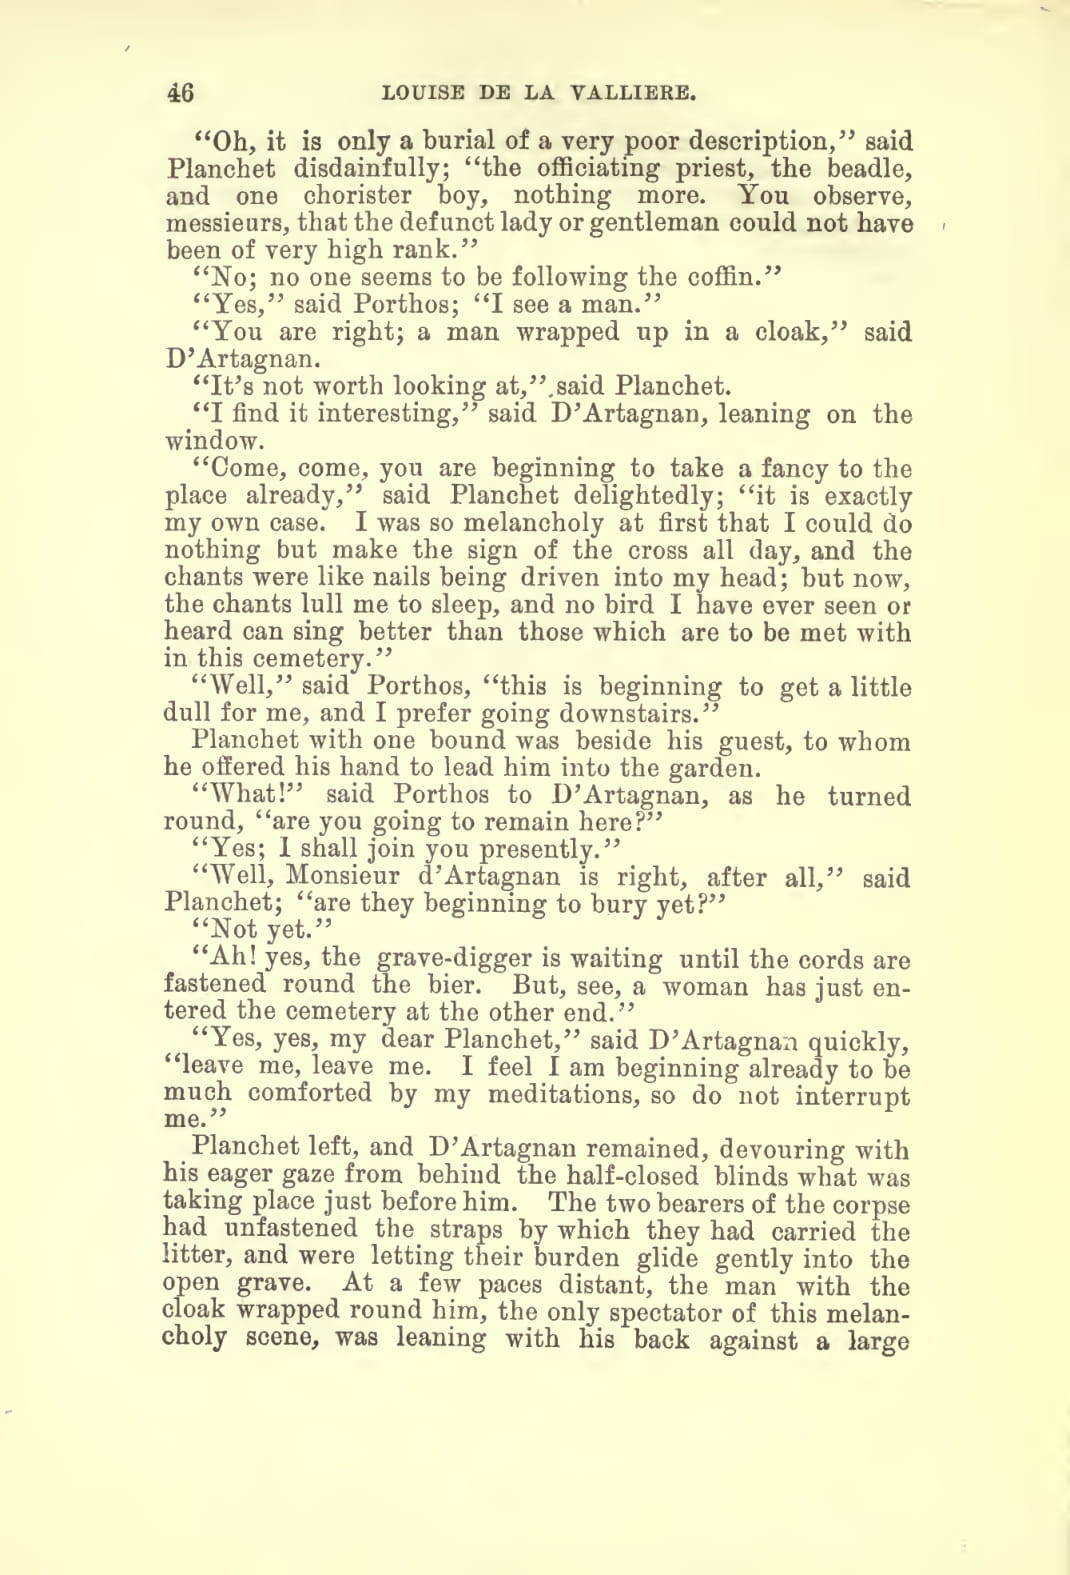 46 LOUISE DE LA VALLIERE.
“Oh, it is only a burial of a very poor description,” said
Planchet disdainfully; “the officiating priest, the beadle,
and one chorister boy, nothing more. You observe,
messieurs, that the defunct lady or gentleman could not have
been of very high rank.”
“No; no one seems to be following the coffin.”
“Yes,” said Porthos; “I see a man.”
“You are right; a man wrapped up in a cloak,” said
D’Artagnan.
“It’s not worth looking at,” said Planchet.
“I find it interesting,” said D’Artagnan, leaning on the
window.
“Come, come, you are beginning to take a fancy to the
place already,” said Planchet delightedly; “it is exactly
my own case. I was so melancholy at first that I could do
nothing but make the sign of the cross all day, and the
chants were like nails being driven into my head; but now,
the chants lull me to sleep, and no bird I have ever seen or
heard can sing better than those which are to be met with
in this cemetery.”
“Well,” said Porthos, “this is beginning to get a little
dull for me, and I prefer going downstairs.”
Planchet with one bound was beside his guest, to whom
he offered his hand to lead him into the garden.
“What!” said Porthos to D’Artagnan, as he turned
round, “are you going to remain here?”
“Yes; I shall join you presently.”
“Well, Monsieur d’Artagnan is right, after all,” said
Planchet; “are they beginning to bury yet?”
“Not yet.”
“Ah! yes, the grave-digger is waiting until the cords are
fastened round the bier. But, see, a woman has just en-
tered the cemetery at the other end.”
“Yes, yes, my dear Planchet,” said D’Artagnan quickly,
“leave me, leave me. I feel I am beginning already to be
much comforted by my meditations, so do not interrupt
me.”
Planchet left, and D’Artagnan remained, devouring with
his eager gaze from behind the half-closed blinds what was
taking place just before him. The two bearers of the corpse
had unfastened the straps by which they had carried the
litter, and were letting their burden glide gently into the
open grave. At a few paces distant, the man with the
cloak wrapped round him, the only spectator of this melan-
choly scene, was leaning with his back against a large